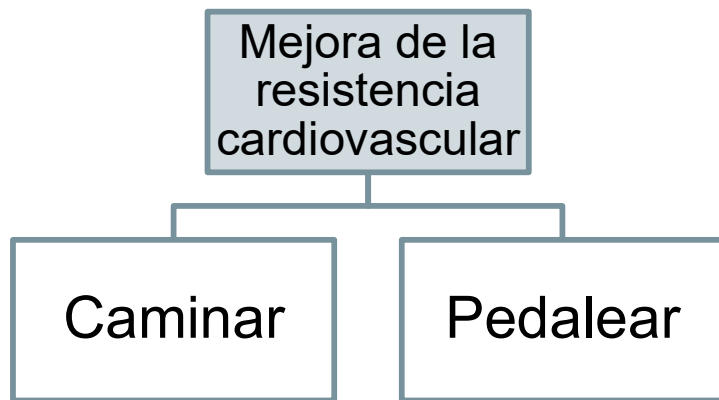 Mejora de la
resistencia
cardiovascular
Caminar
Pedalear